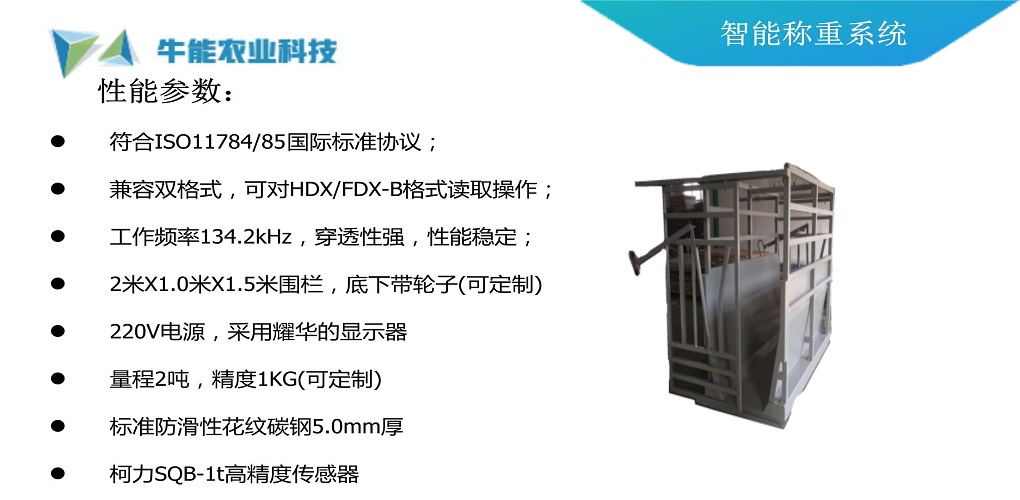 牛能农业科技
智能称重系统
性能参数：
● 符合ISO11784/85国际标准协议；
● 兼容双格式，可对HDX/FDX-B格式读取操作；
● 工作频率134.2kHz，穿透性强，性能稳定；
● 2米X1.0米X1.5米围栏，底下带轮子(可定制)
● 220V电源，采用耀华的显示器
● 量程2吨，精度1KG(可定制)
● 标准防滑性花纹碳钢5.0mm厚
● 柯力SQB-1t高精度传感器